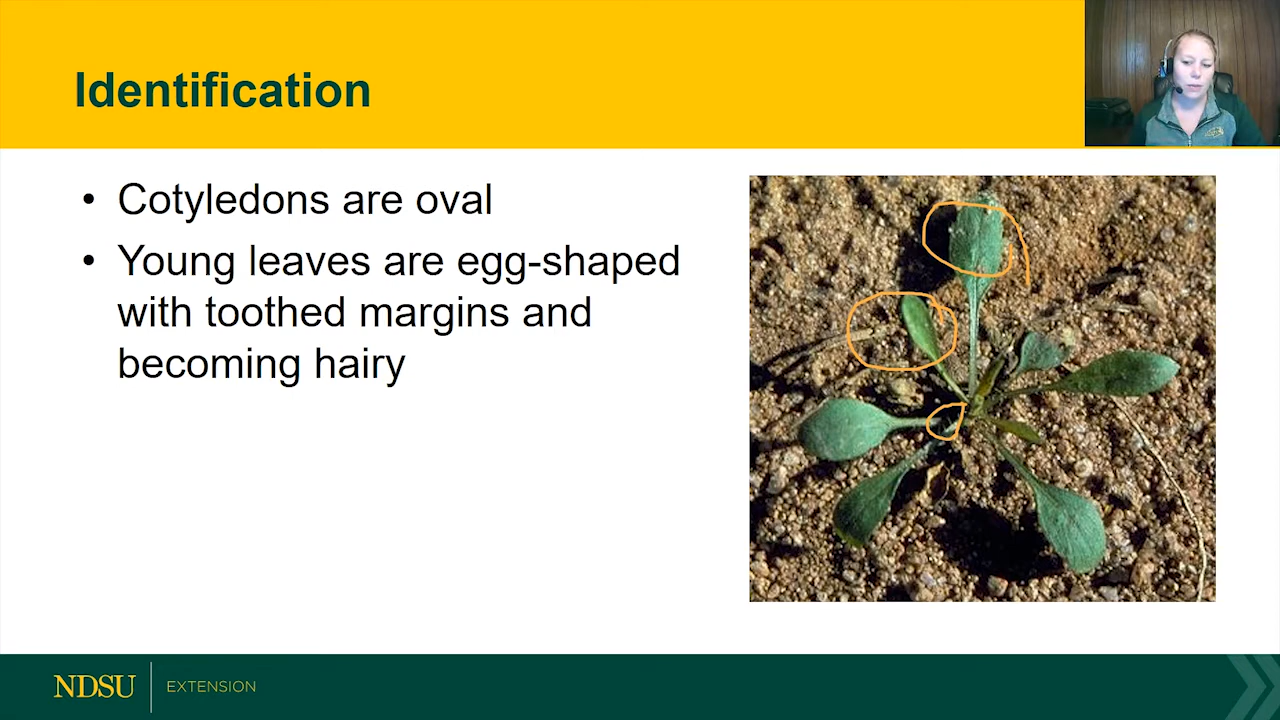 Identification
• Cotyledons are oval
• Young leaves are egg-shaped
with toothed margins and
becoming hairy
NDSU EXTENSION